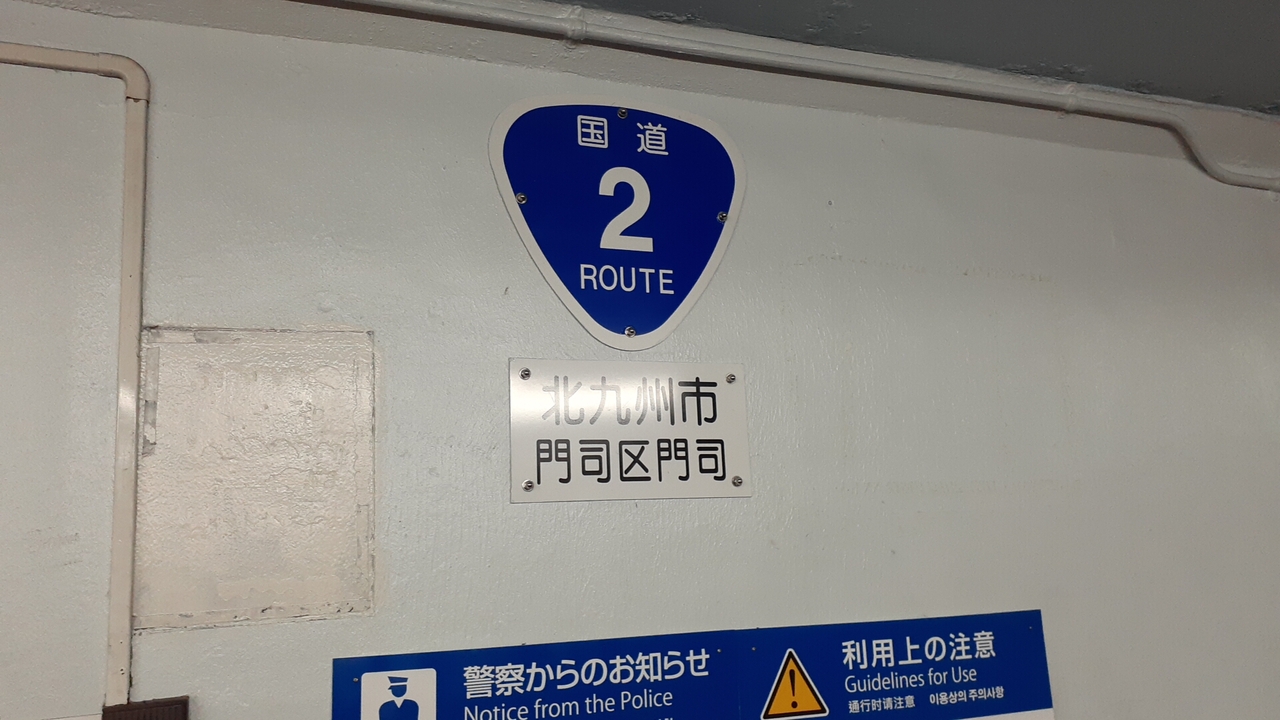 国道
2
ROUTE
北九州市
門司区門司
警察からのお知らせ
Notice from the Police
利用上の注意
Guidelines for Use
通行时请注意 이용상의 주의사항